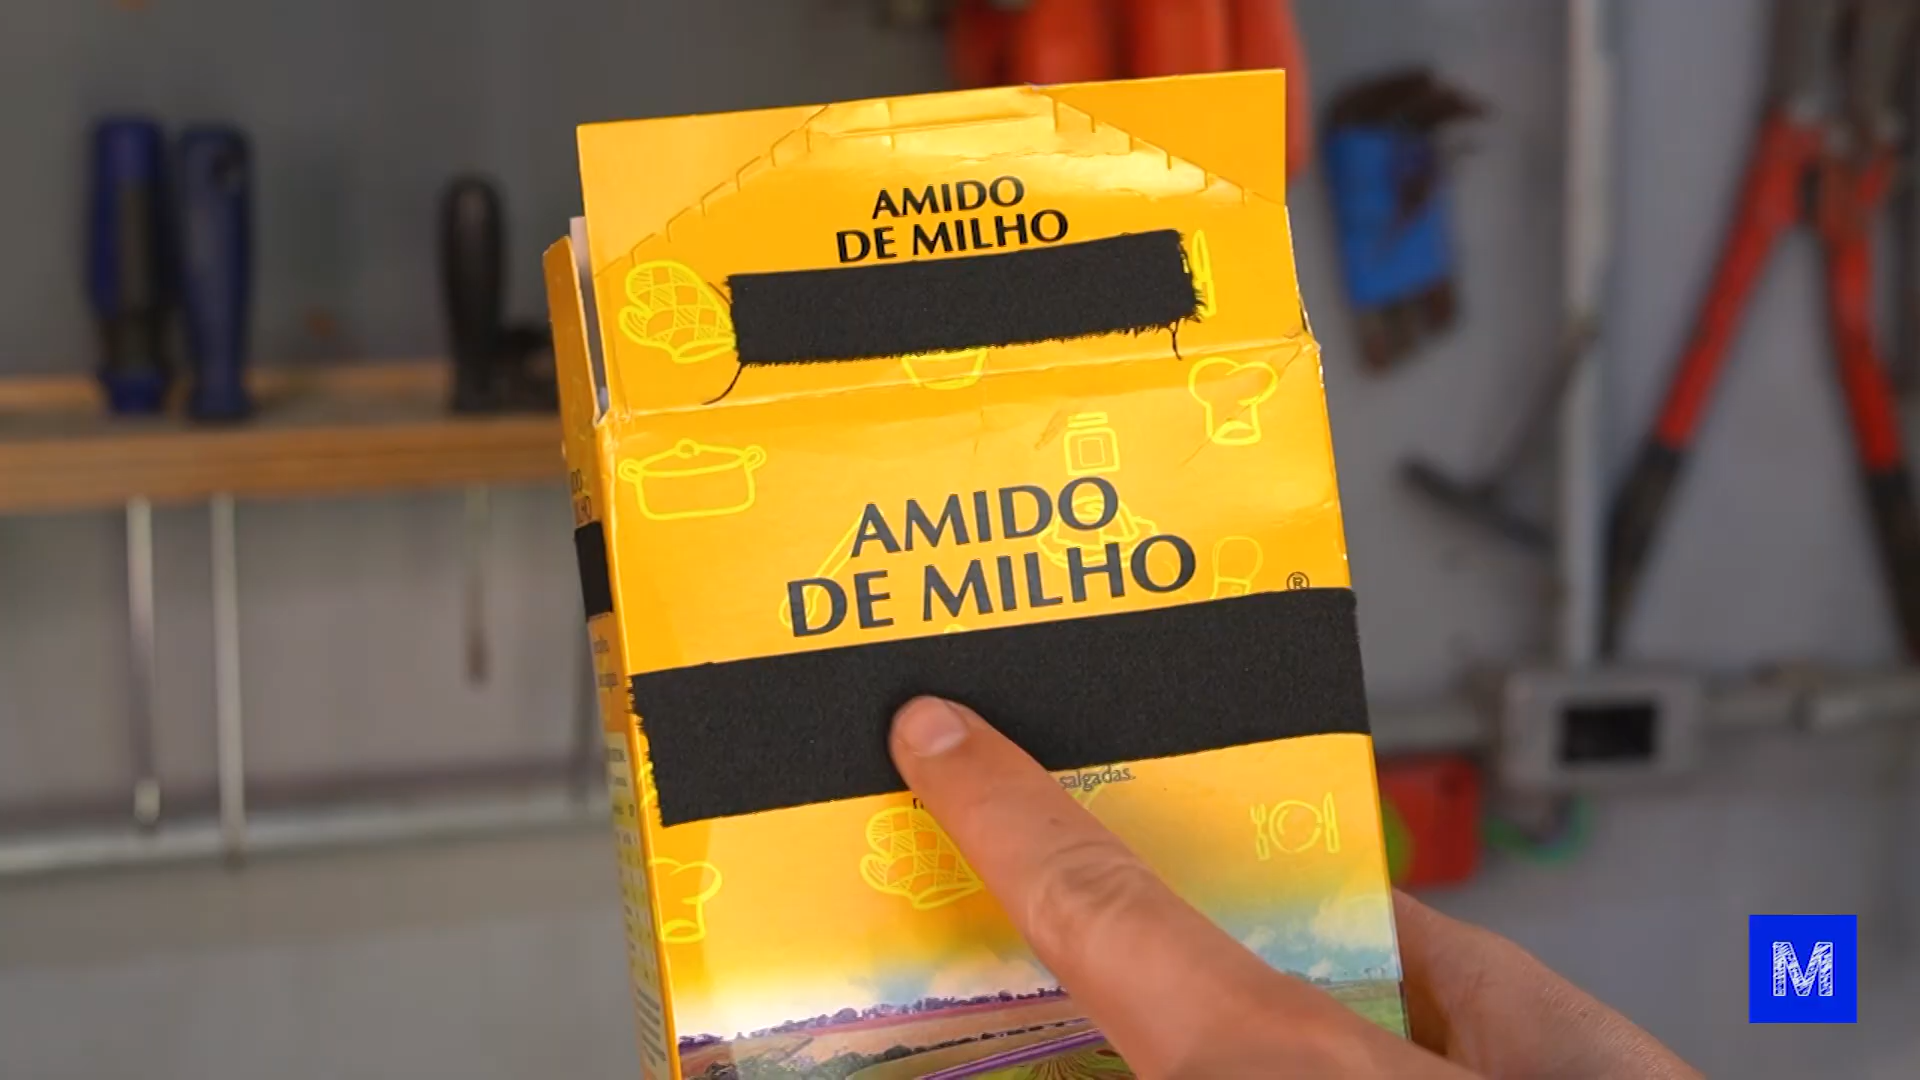 AMIDO
DE MILHO
AMIDO
DE MILHO
®
salgadas.
M